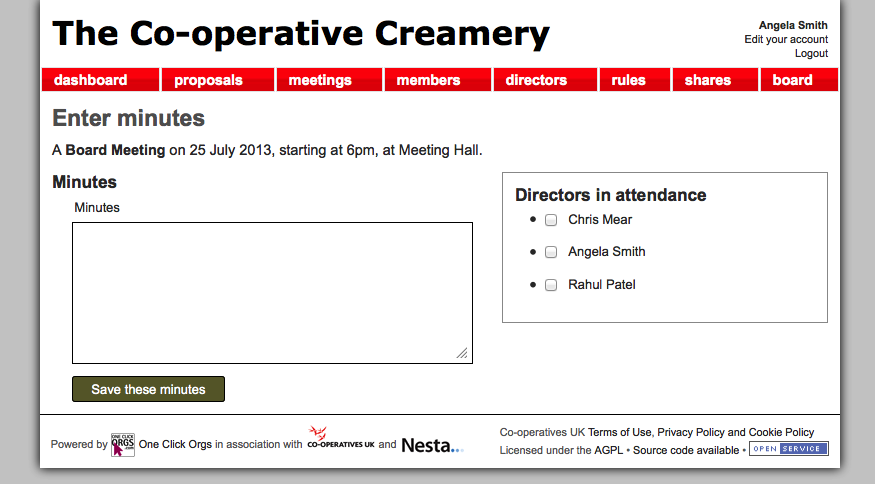 The Co-operative Creamery
Angela Smith
Edit your account
Logout
dashboard proposals meetings members directors rules shares board
Enter minutes
A Board Meeting on 25 July 2013, starting at 6pm, at Meeting Hall.
Minutes
Minutes
Save these minutes
Directors in attendance
• Chris Mear
• Angela Smith
• Rahul Patel
Powered by ONE CLICK ORGS .com One Click Orgs in association with CO-OPERATIVES UK and Nesta...
Co-operatives UK Terms of Use, Privacy Policy and Cookie Policy
Licensed under the AGPL • Source code available • OPEN SERVICE